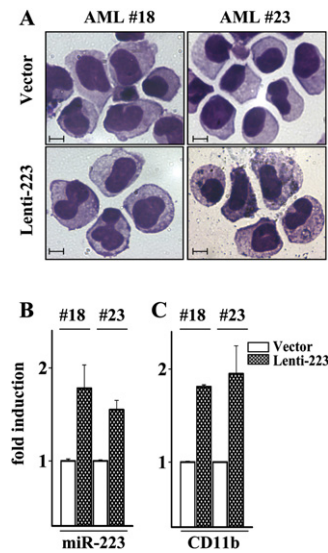 A
AML #18 AML #23
Vector
Lenti-223
B C
#18 #23 #18 #23
Vector
Lenti-223
fold induction
2 2
1 1
miR-223 CD11b